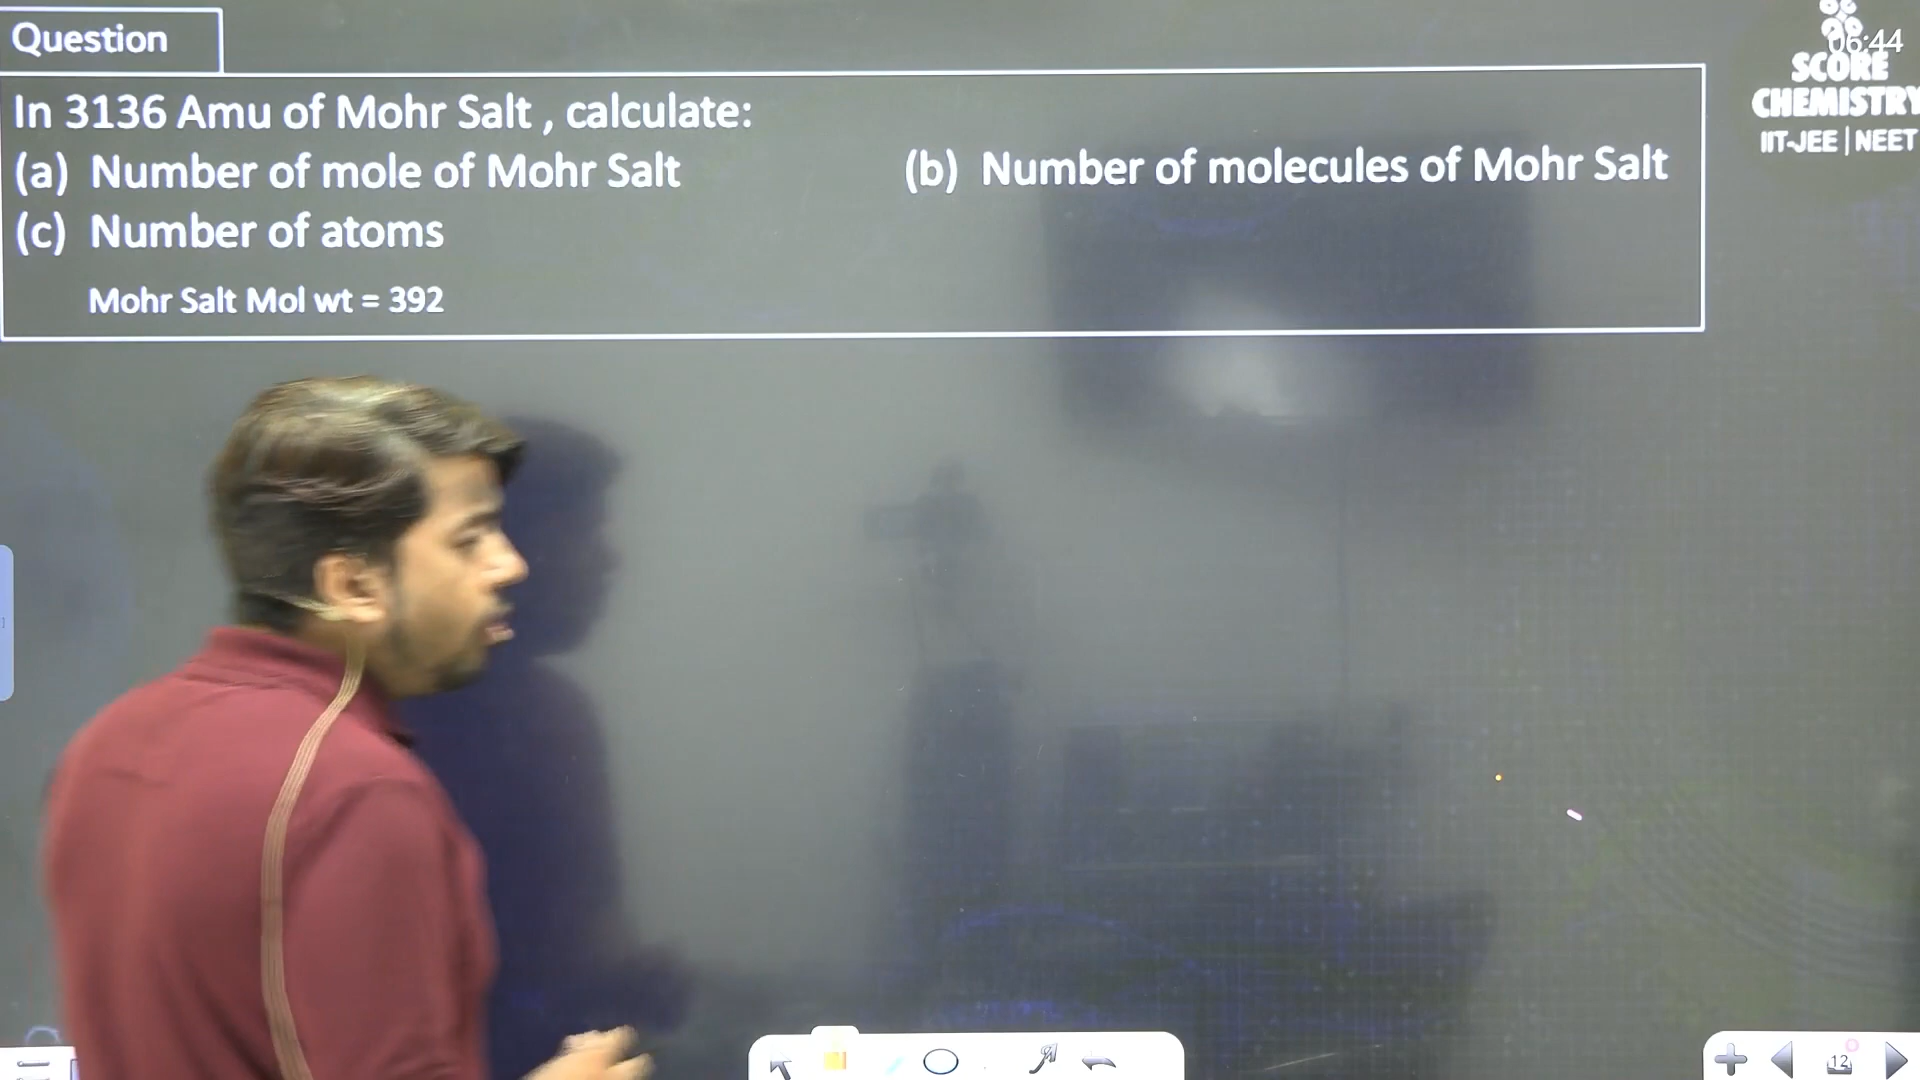 Question
06:44
SCORE
CHEMISTRY
IIT-JEE | NEET
In 3136 Amu of Mohr Salt , calculate:
(a) Number of mole of Mohr Salt (b) Number of molecules of Mohr Salt
(c) Number of atoms
Mohr Salt Mol wt = 392
12